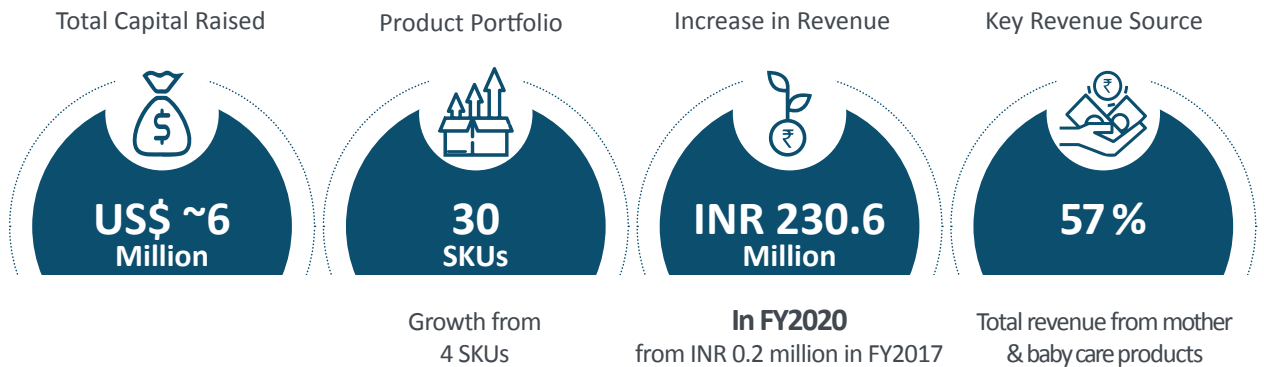 Total Capital Raised
$
US$ ~6
Million
Product Portfolio
30
SKUs
Growth from
4 SKUs
Increase in Revenue
₹
INR 230.6
Million
In FY2020
from INR 0.2 million in FY2017
Key Revenue Source
₹
57%
Total revenue from mother
& baby care products